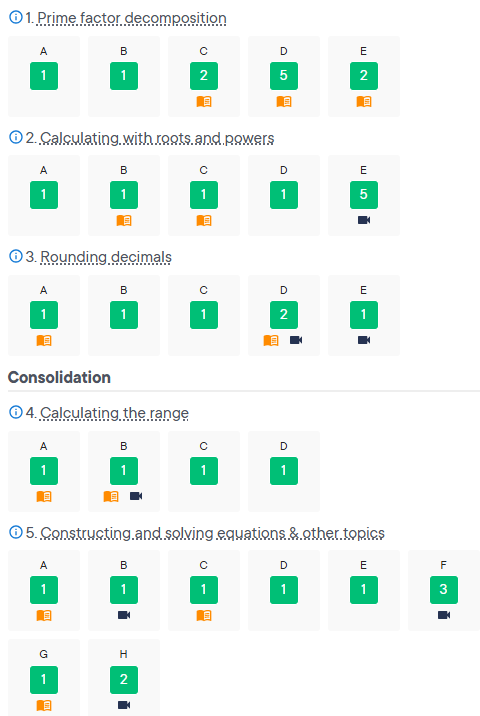 1. Prime factor decomposition
A B C D E
1 1 2 5 2
2. Calculating with roots and powers
A B C D E
1 1 1 1 5
3. Rounding decimals
A B C D E
1 1 1 2 1
Consolidation
4. Calculating the range
A B C D
1 1 1 1
5. Constructing and solving equations & other topics
A B C D E F
1 1 1 1 1 3
G H
1 2